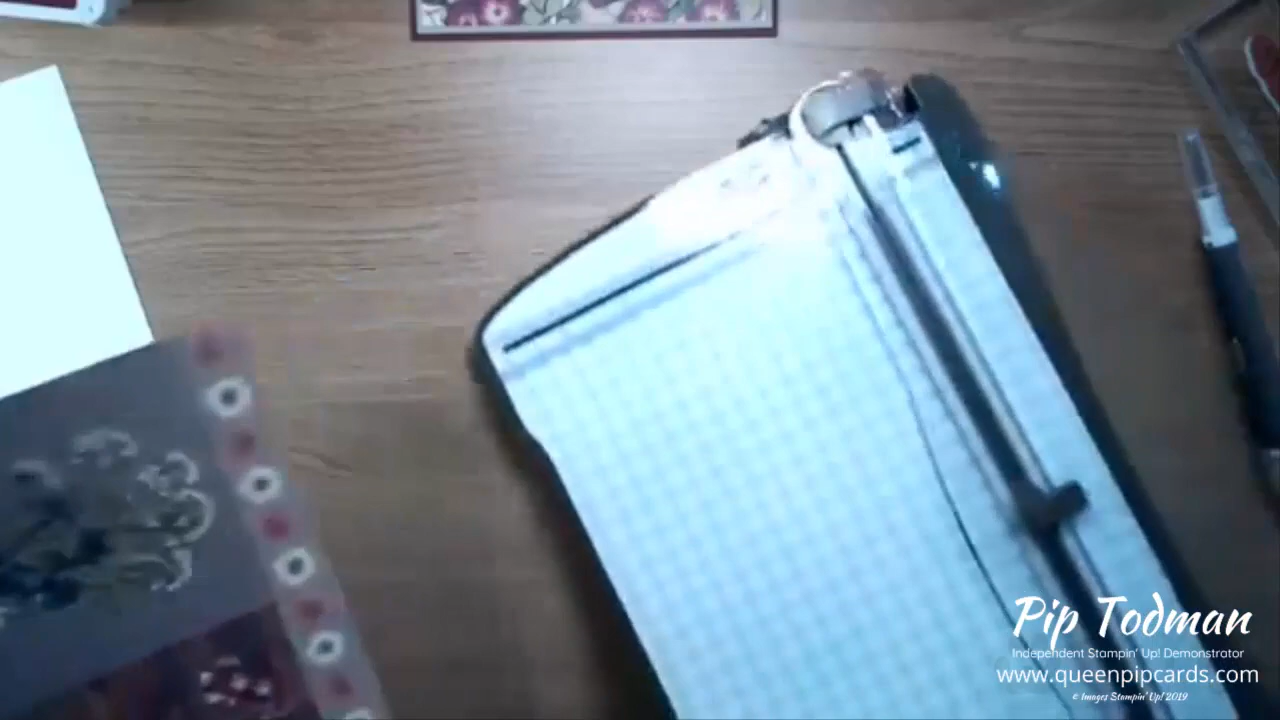 Pip Todman
Independent Stampin' Up! Demonstrator
www.queenpipcards.com
© Images Stampin' Up! 2019